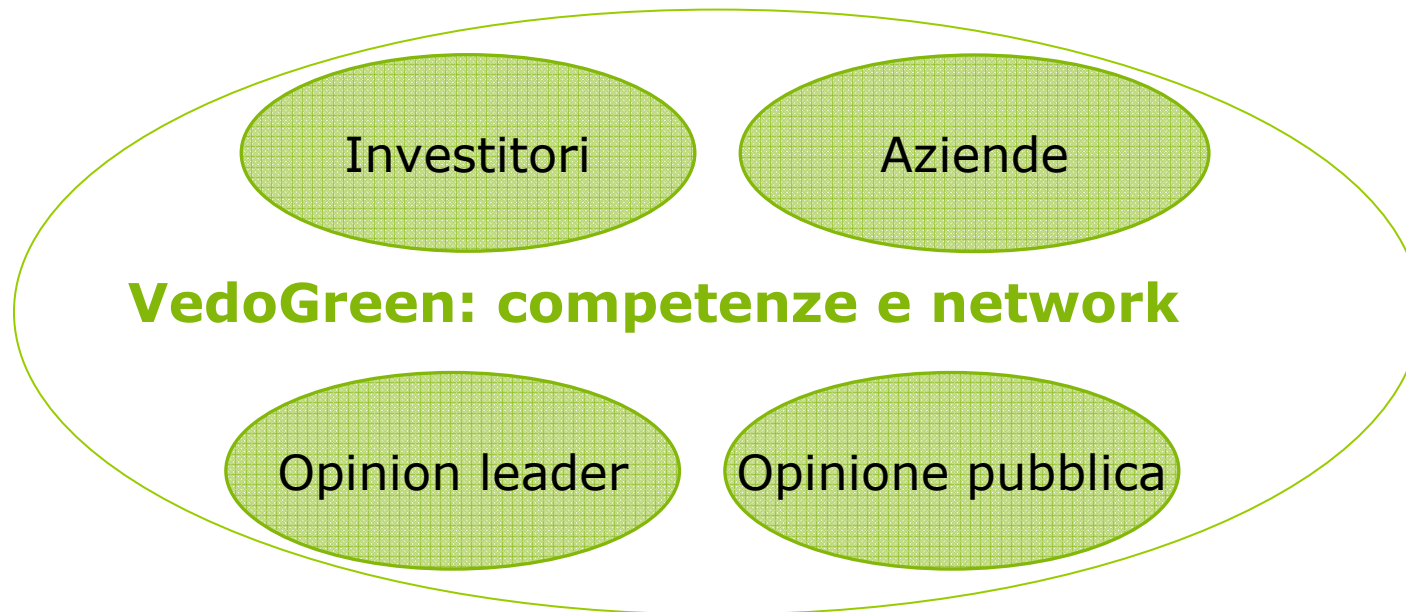 Investitori
Aziende
VedoGreen: competenze e network
Opinion leader
Opinione pubblica